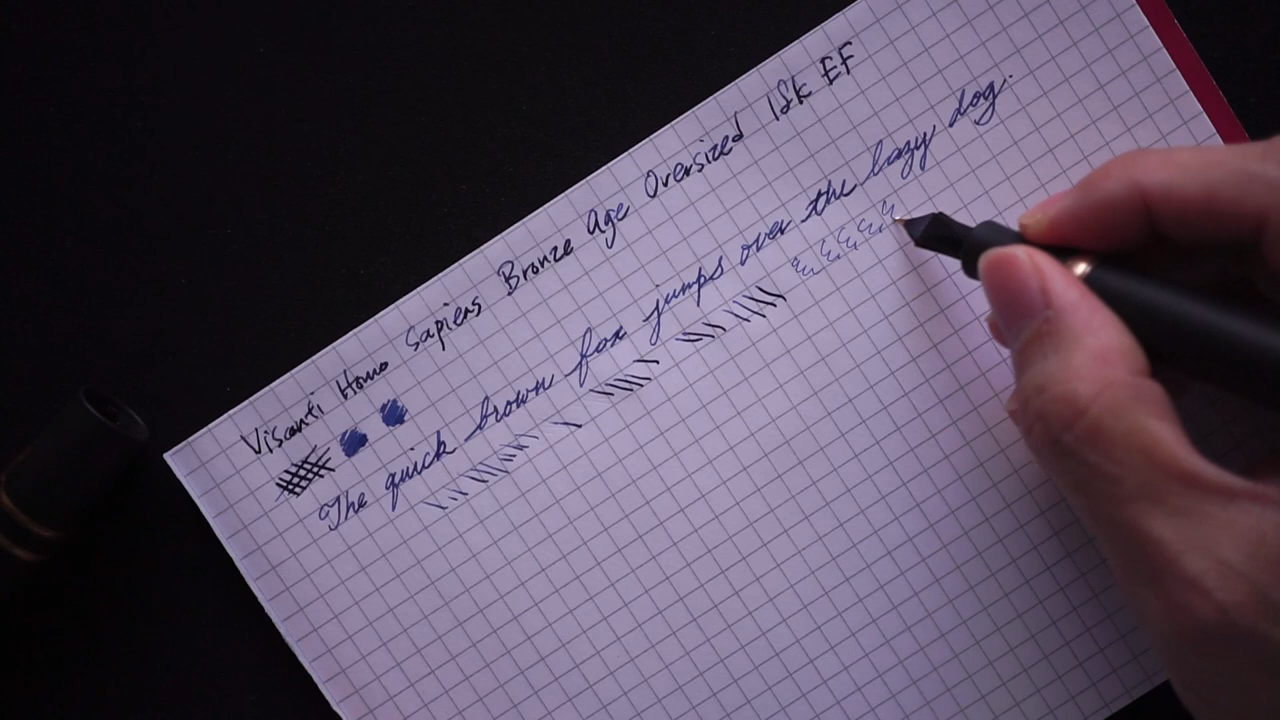 Visconti Homo Sapiens Bronze Age Oversized 18k EF
The quick brown fox jumps over the lazy dog.